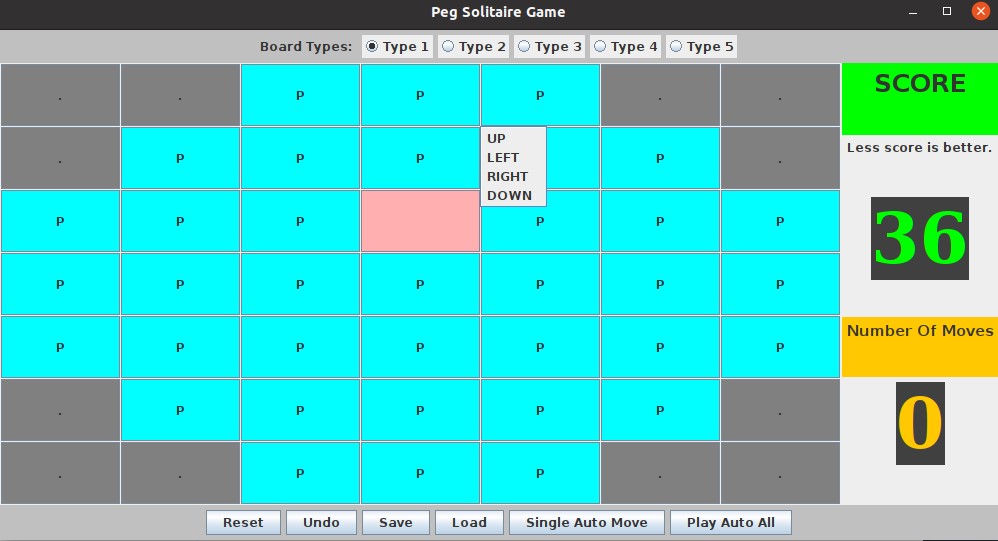 Peg Solitaire Game
Board Types: Type 1 Type 2 Type 3 Type 4 Type 5
. . P P P . .
. P P P P .
P P P P P P
P P P P P P P
P P P P P P P
. P P P P P .
. . P P P . .
UP
LEFT
RIGHT
DOWN
SCORE
Less score is better.
36
Number Of Moves
0
Reset Undo Save Load Single Auto Move Play Auto All